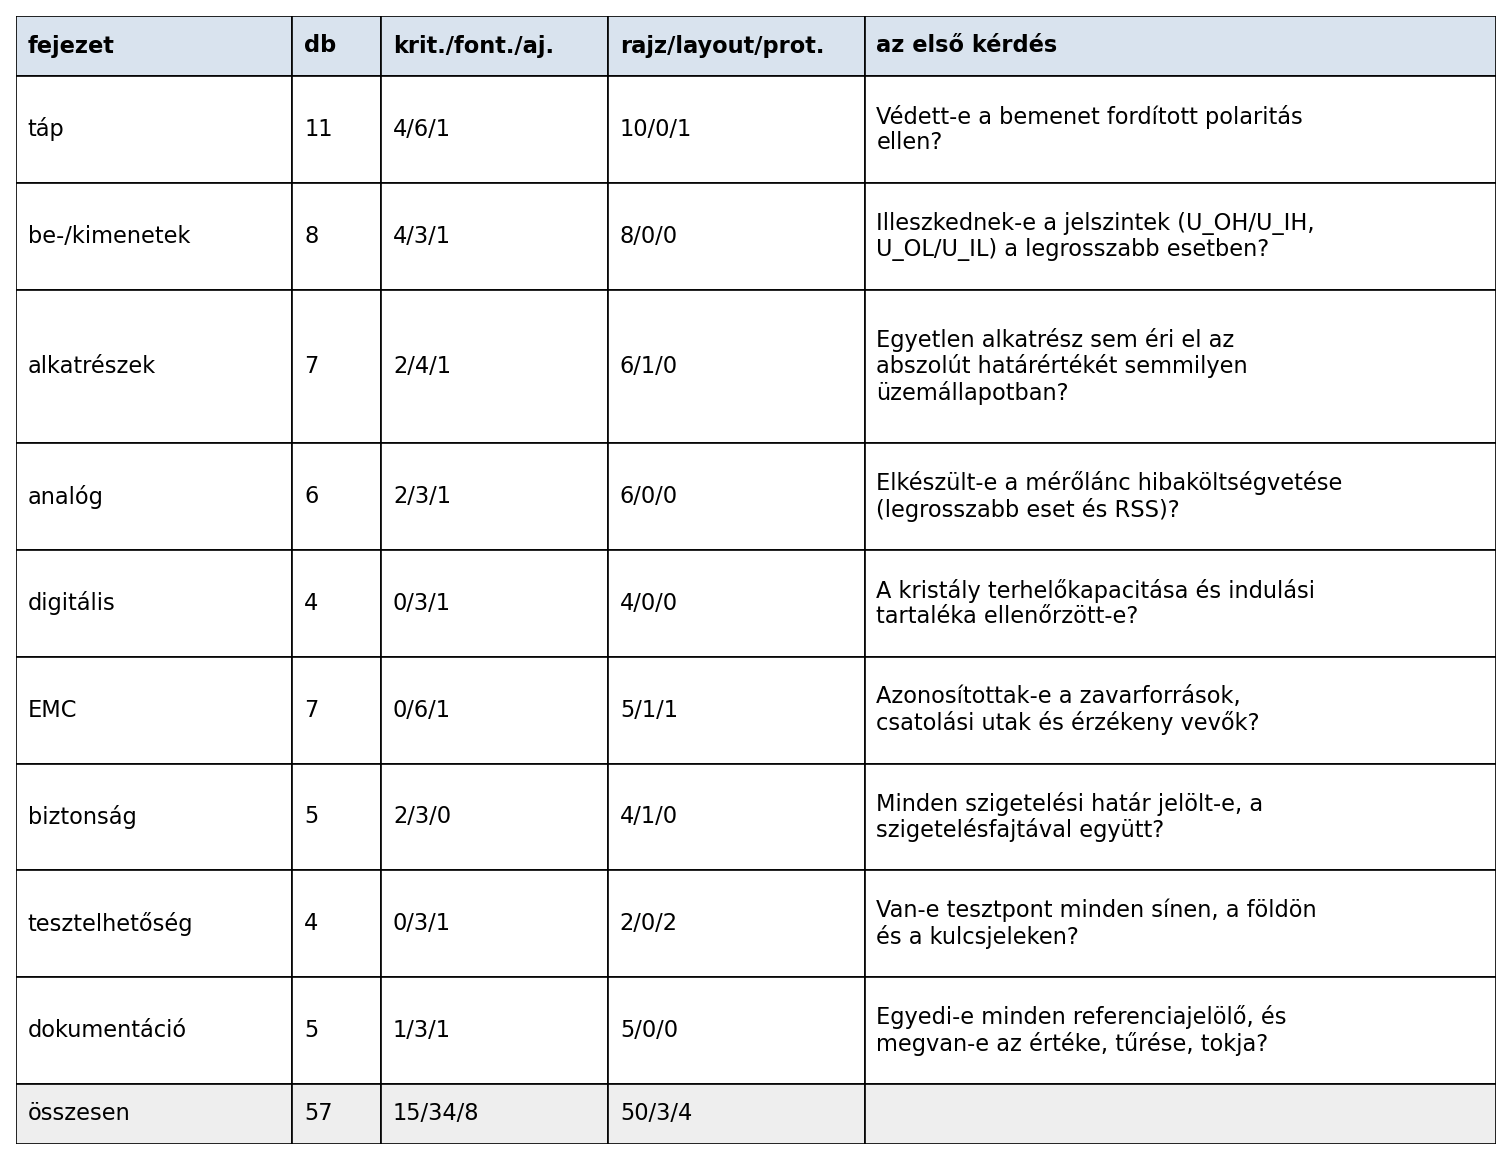 fejezet db krit./font./aj. rajz/layout/prot. az első kérdés
táp 11 4/6/1 10/0/1 Védett-e a bemenet fordított polaritás
ellen?
be-/kimenetek 8 4/3/1 8/0/0 Illeszkednek-e a jelszintek (U_OH/U_IH,
U_OL/U_IL) a legrosszabb esetben?
alkatrészek 7 2/4/1 6/1/0 Egyetlen alkatrész sem éri el az
abszolút határértékét semmilyen
üzemállapotban?
analóg 6 2/3/1 6/0/0 Elkészült-e a mérőlánc hibaköltségvetése
(legrosszabb eset és RSS)?
digitális 4 0/3/1 4/0/0 A kristály terhelőkapacitása és indulási
tartaléka ellenőrzött-e?
EMC 7 0/6/1 5/1/1 Azonosítottak-e a zavarforrások,
csatolási utak és érzékeny vevők?
biztonság 5 2/3/0 4/1/0 Minden szigetelési határ jelölt-e, a
szigetelésfajtával együtt?
tesztelhetőség 4 0/3/1 2/0/2 Van-e tesztpont minden sínen, a földön
és a kulcsjeleken?
dokumentáció 5 1/3/1 5/0/0 Egyedi-e minden referenciajelölő, és
megvan-e az értéke, tűrése, tokja?
összesen 57 15/34/8 50/3/4